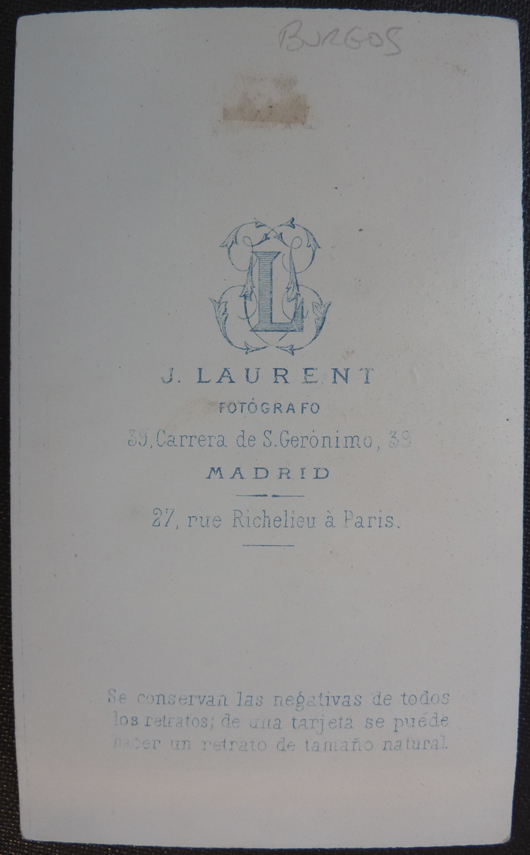 BURGOS
L
J. LAURENT
FOTÓGRAFO
39, Carrera de S. Gerònimo, 39
MADRID
27, rue Richelieu à Paris.
Se conservan las negativas de todos
los retratos; de una tarjeta se puede
hacer un retrato de tamaño natural.